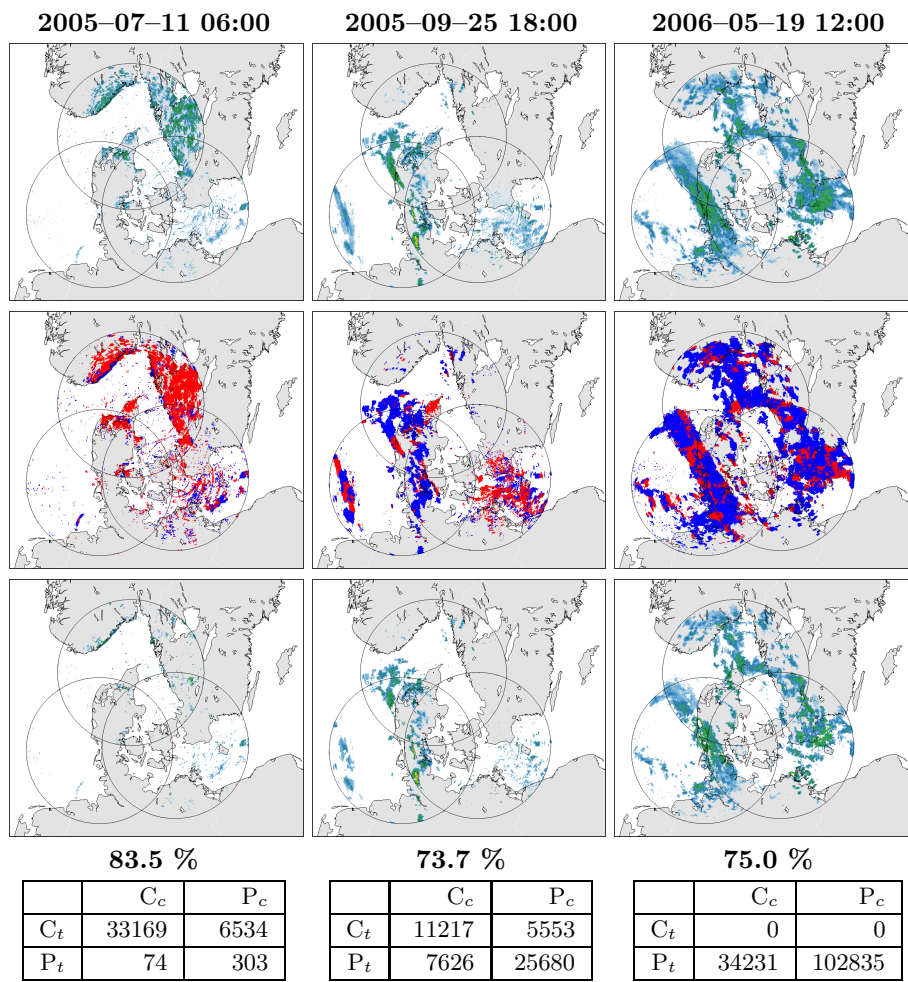 2005–07–11 06:00 2005–09–25 18:00 2006–05–19 12:00
83.5 % 73.7 % 75.0 %
C_c P_c C_c P_c C_c P_c
C_t 33169 6534 C_t 11217 5553 C_t 0 0
P_t 74 303 P_t 7626 25680 P_t 34231 102835